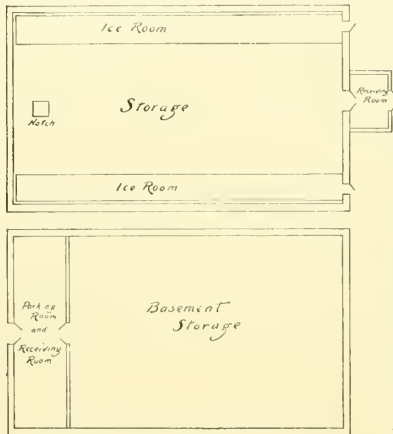 Ice Room
Storage
Receiving
Room
Hatch
Ice Room
Packing
Room
and
Receiving
Room
Basement
Storage